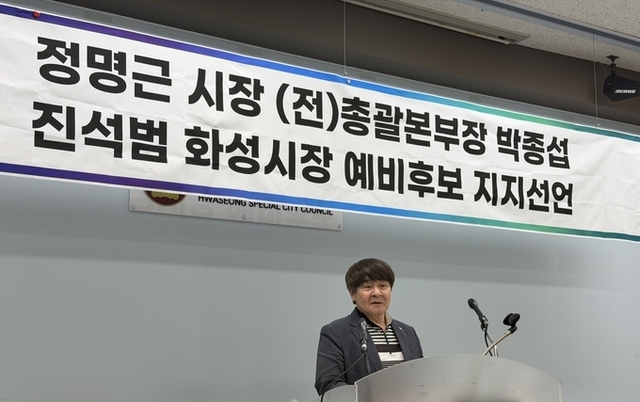 정명근 시장 (전)총괄본부장 박종섭
진석범 화성시장 예비후보 지지선언
HWASEONG SPECIAL CITY COUNCIL